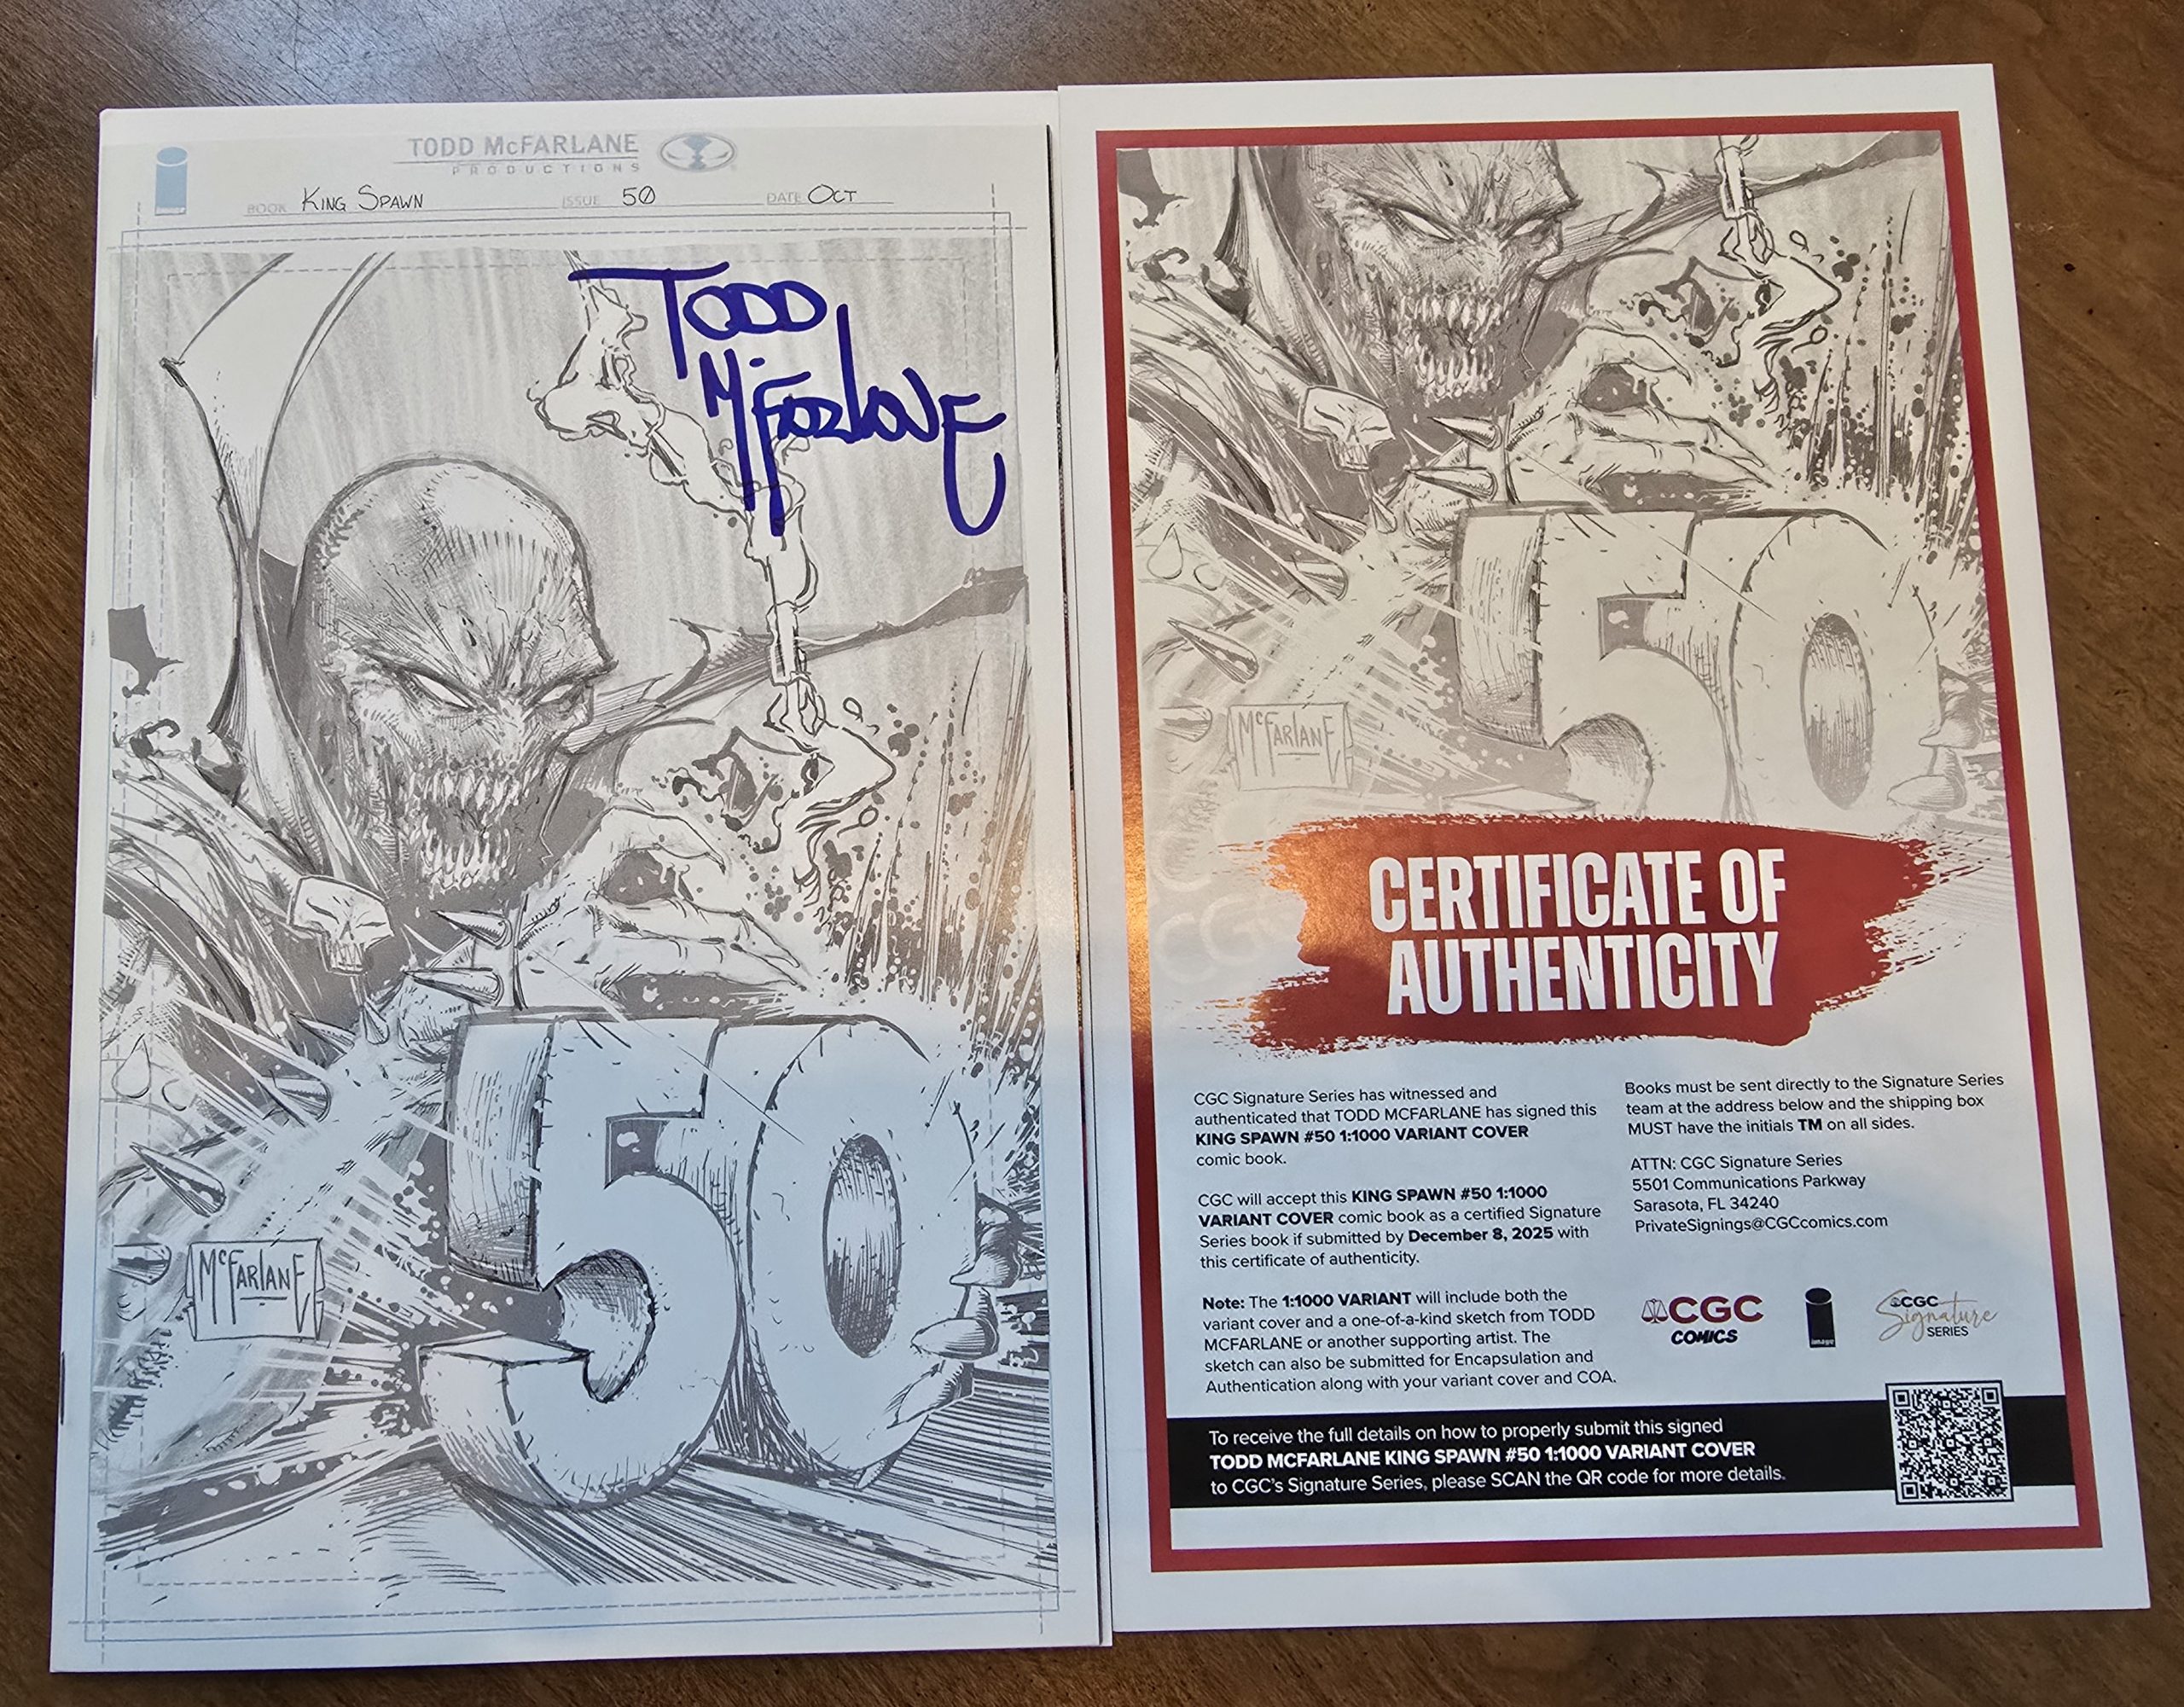 TODD McFARLANE
PRODUCTIONS
BOOK KING SPAWN ISSUE 50 DATE OCT
TODD
McFARLANE
50
McFARLANE
McFARLANE
50
CERTIFICATE OF
AUTHENTICITY
CGC Signature Series has witnessed and
authenticated that TODD MCFARLANE has signed this
KING SPAWN #50 1:1000 VARIANT COVER
comic book.
CGC will accept this KING SPAWN #50 1:1000
VARIANT COVER comic book as a certified Signature
Series book if submitted by December 8, 2025 with
this certificate of authenticity.
Note: The 1:1000 VARIANT will include both the
variant cover and a one-of-a-kind sketch from TODD
MCFARLANE or another supporting artist. The
sketch can also be submitted for Encapsulation and
Authentication along with your variant cover and COA.
Books must be sent directly to the Signature Series
team at the address below and the shipping box
MUST have the initials TM on all sides.
ATTN: CGC Signature Series
5501 Communications Parkway
Sarasota, FL 34240
PrivateSignings@CGCcomics.com
CGC
COMICS
image
CGC
Signature
SERIES
To receive the full details on how to properly submit this signed
TODD MCFARLANE KING SPAWN #50 1:1000 VARIANT COVER
to CGC's Signature Series, please SCAN the QR code for more details.